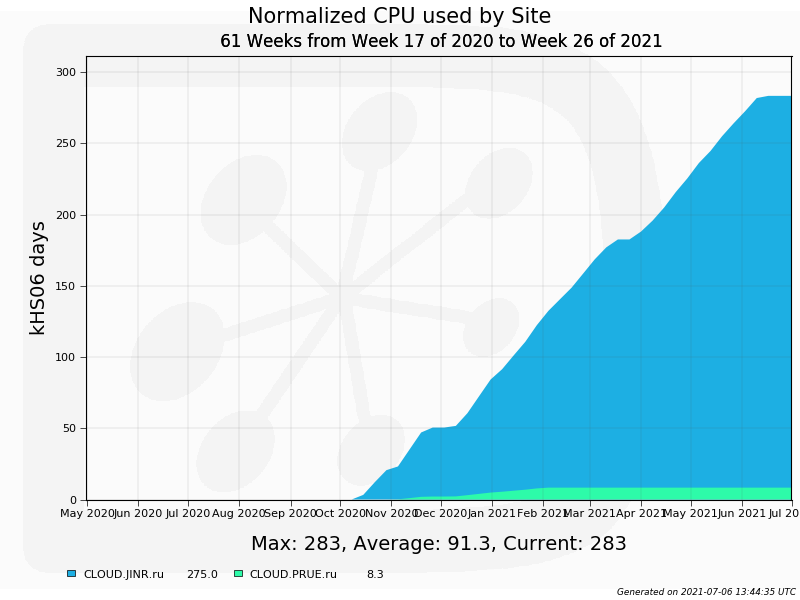 Normalized CPU used by Site
61 Weeks from Week 17 of 2020 to Week 26 of 2021
kHS06 days
300
250
200
150
100
50
0
May 2020 Jun 2020 Jul 2020 Aug 2020 Sep 2020 Oct 2020 Nov 2020 Dec 2020 Jan 2021 Feb 2021 Mar 2021 Apr 2021 May 2021 Jun 2021 Jul 20
Max: 283, Average: 91.3, Current: 283
CLOUD.JINR.ru 275.0 CLOUD.PRUE.ru 8.3
Generated on 2021-07-06 13:44:35 UTC